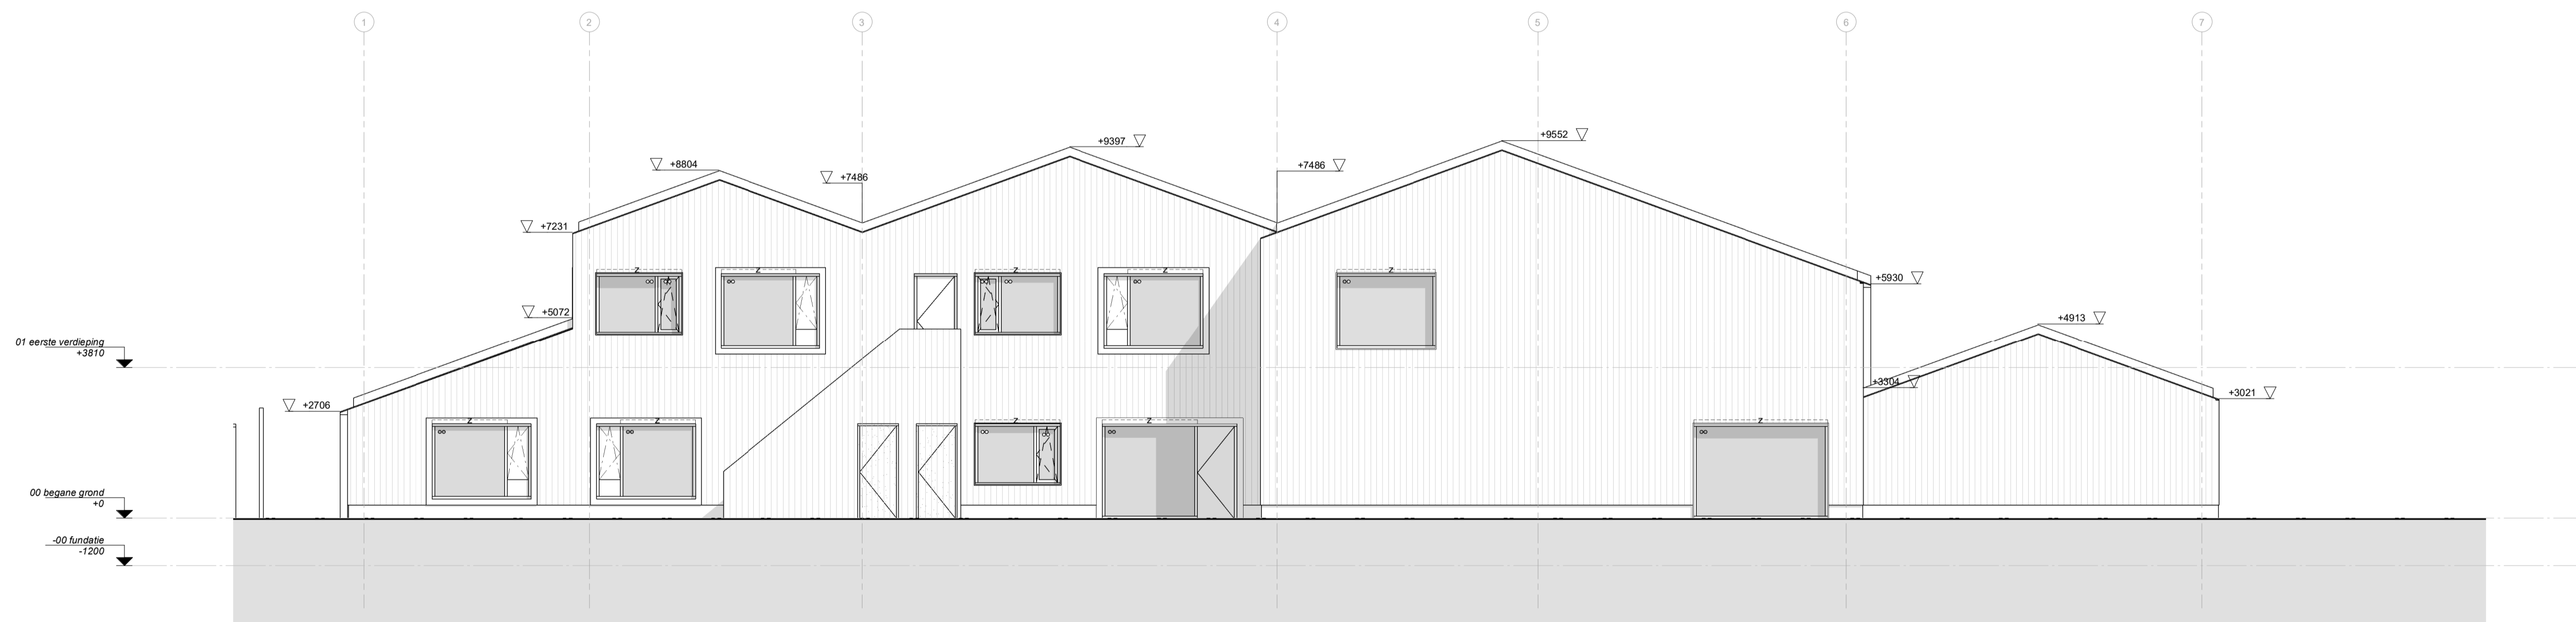 1 2 3 4 5 6 7
+9552
+9397
+8804
+7486
+7486
+7231
Z Z Z Z Z
+5930
+5072
+4913
01 eerste verdieping
+3810
+3304
+3021
+2706
Z Z Z Z Z
00 begane grond
+0
-00 fundatie
-1200